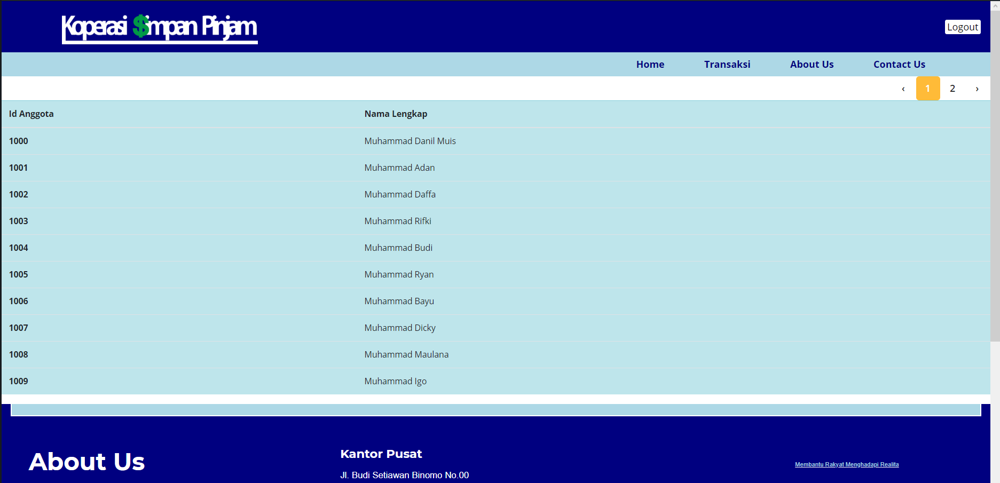 Koperasi $impan Pinjam
Logout
Home Transaksi About Us Contact Us
‹ 1 2 ›
Id Anggota Nama Lengkap
1000 Muhammad Danil Muis
1001 Muhammad Adan
1002 Muhammad Daffa
1003 Muhammad Rifki
1004 Muhammad Budi
1005 Muhammad Ryan
1006 Muhammad Bayu
1007 Muhammad Dicky
1008 Muhammad Maulana
1009 Muhammad Igo
About Us
Kantor Pusat
Jl. Budi Setiawan Binomo No.00
Membantu Rakyat Menghadapi Realita